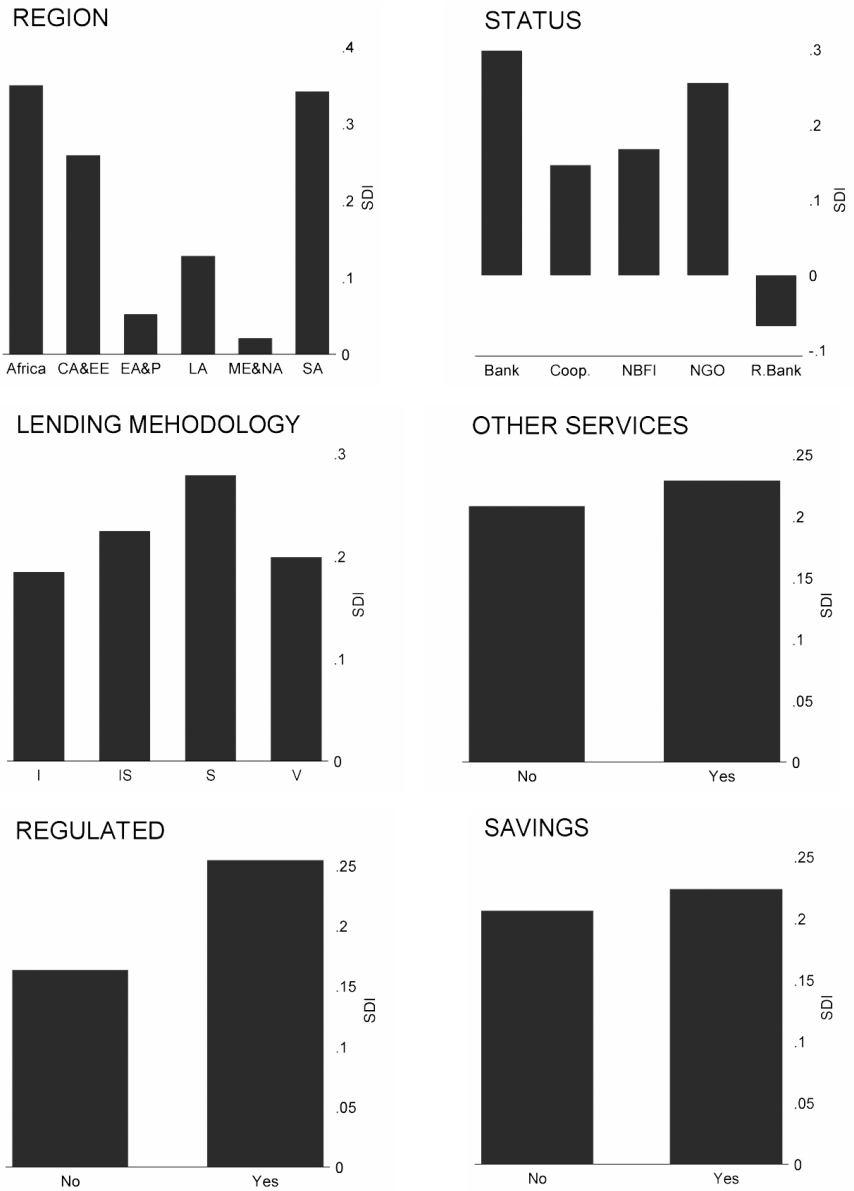 REGION
.4
.3
.2
.1
0
SDI
Africa CA&EE EA&P LA ME&NA SA
STATUS
.3
.2
.1
0
-.1
SDI
Bank Coop. NBFI NGO R.Bank
LENDING MEHODOLOGY
.3
.2
.1
0
SDI
I IS S V
OTHER SERVICES
.25
.2
.15
.1
.05
0
SDI
No Yes
REGULATED
.25
.2
.15
.1
.05
0
SDI
No Yes
SAVINGS
.25
.2
.15
.1
.05
0
SDI
No Yes